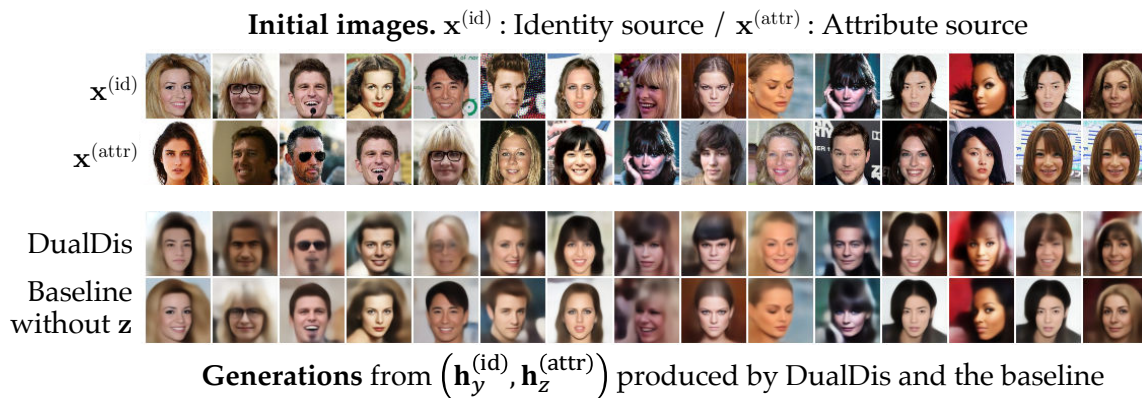 Initial images. x^(id) : Identity source / x^(attr) : Attribute source
x^(id)
x^(attr)
DualDis
Baseline
without z
Generations from (h_y^(id), h_z^(attr)) produced by DualDis and the baseline